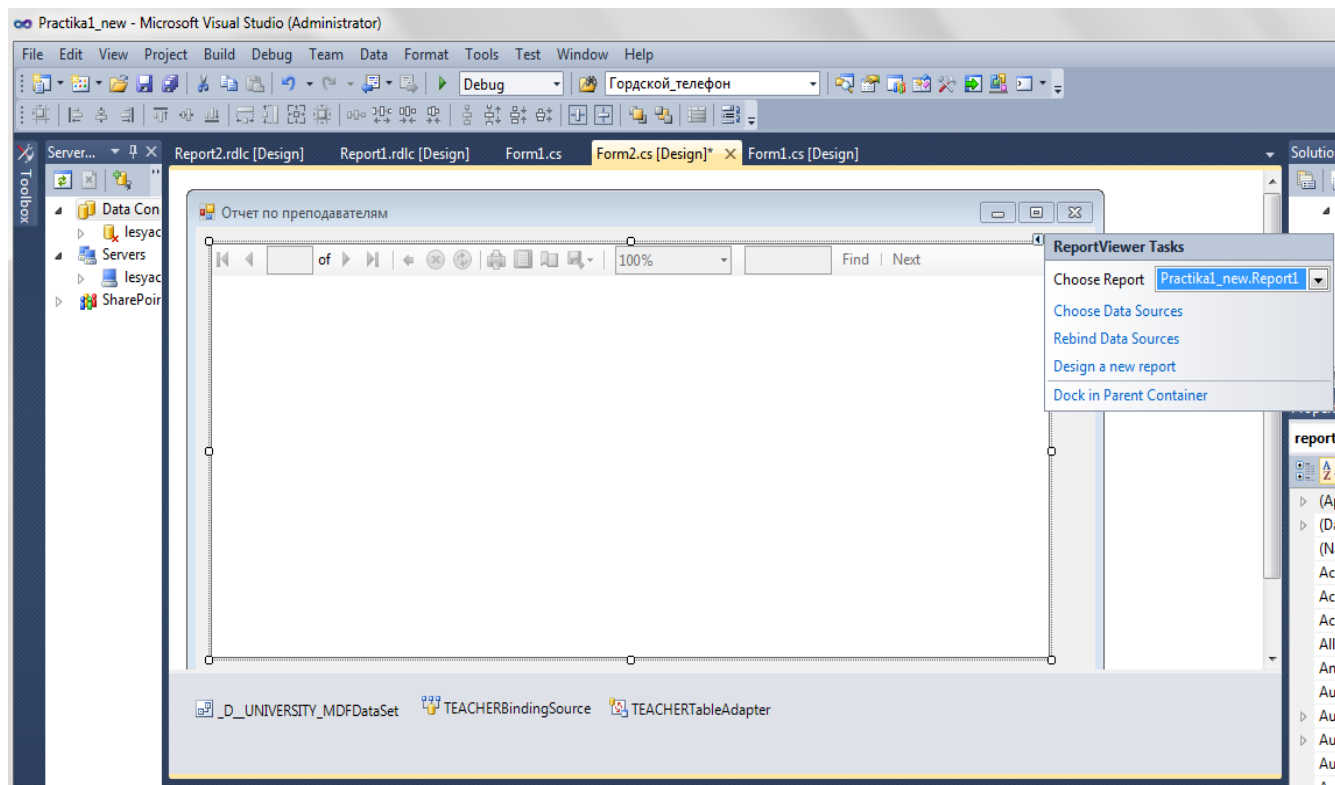 Practika1_new - Microsoft Visual Studio (Administrator)
File Edit View Project Build Debug Team Data Format Tools Test Window Help
Debug Гордской_телефон
Toolbox
Server...
Report2.rdlc [Design] Report1.rdlc [Design] Form1.cs Form2.cs [Design]* Form1.cs [Design]
Solutio
Data Con
lesyac
Servers
lesyac
SharePoir
Отчет по преподавателям
of 100% Find | Next
ReportViewer Tasks
Choose Report Practika1_new.Report1
Choose Data Sources
Rebind Data Sources
Design a new report
Dock in Parent Container
report
(A
(Da
(N
Ac
Ac
Ac
All
An
Au
Au
Au
Au
_D__UNIVERSITY_MDFDataSet TEACHERBindingSource TEACHERTableAdapter